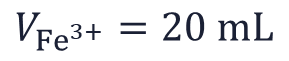 V_{Fe^{3+}} = 20 mL